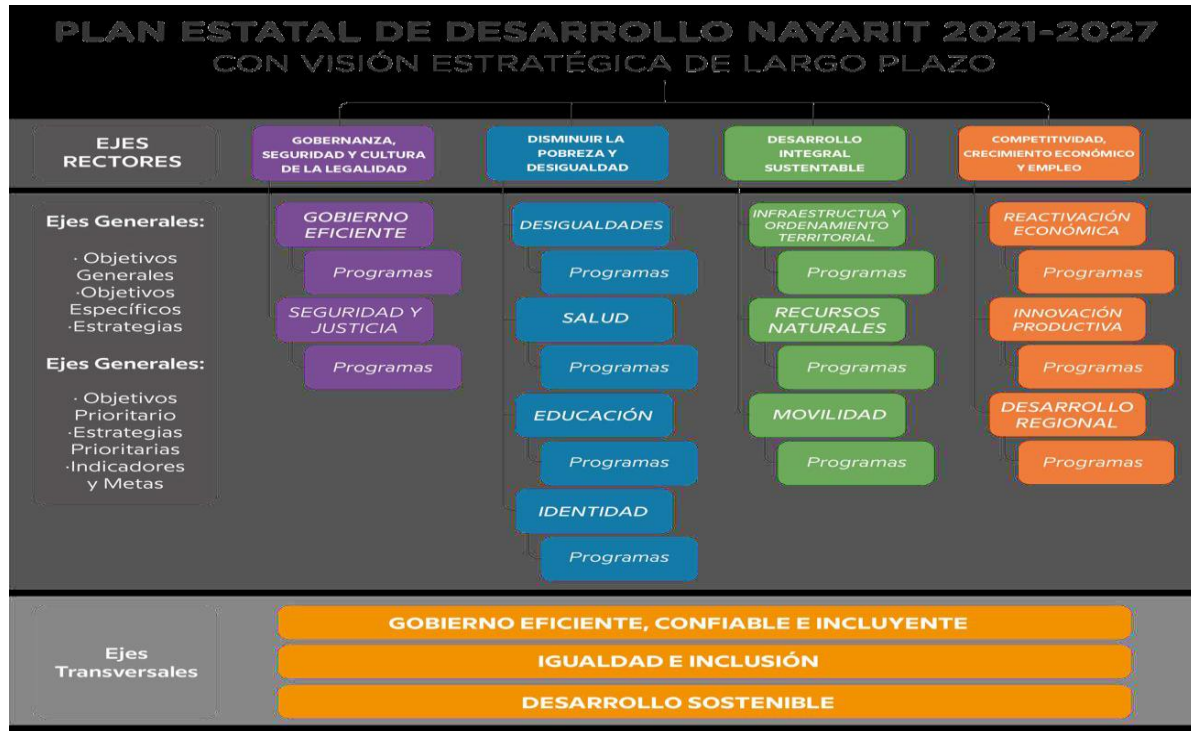 PLAN ESTATAL DE DESARROLLO NAYARIT 2021-2027
CON VISIÓN ESTRATÉGICA DE LARGO PLAZO
EJES
RECTORES
GOBERNANZA,
SEGURIDAD Y CULTURA
DE LA LEGALIDAD
DISMINUIR LA
POBREZA Y
DESIGUALDAD
DESARROLLO
INTEGRAL
SUSTENTABLE
COMPETITIVIDAD,
CRECIMIENTO ECONÓMICO
Y EMPLEO
Ejes Generales:
· Objetivos
Generales
·Objetivos
Específicos
·Estrategias
Ejes Generales:
· Objetivos
Prioritario
·Estrategias
Prioritarias
·Indicadores
y Metas
GOBIERNO
EFICIENTE
Programas
SEGURIDAD Y
JUSTICIA
Programas
DESIGUALDADES
Programas
SALUD
Programas
EDUCACIÓN
Programas
IDENTIDAD
Programas
INFRAESTRUCTUA Y
ORDENAMIENTO
TERRITORIAL
Programas
RECURSOS
NATURALES
Programas
MOVILIDAD
Programas
REACTIVACIÓN
ECONÓMICA
Programas
INNOVACIÓN
PRODUCTIVA
Programas
DESARROLLO
REGIONAL
Programas
Ejes
Transversales
GOBIERNO EFICIENTE, CONFIABLE E INCLUYENTE
IGUALDAD E INCLUSIÓN
DESARROLLO SOSTENIBLE